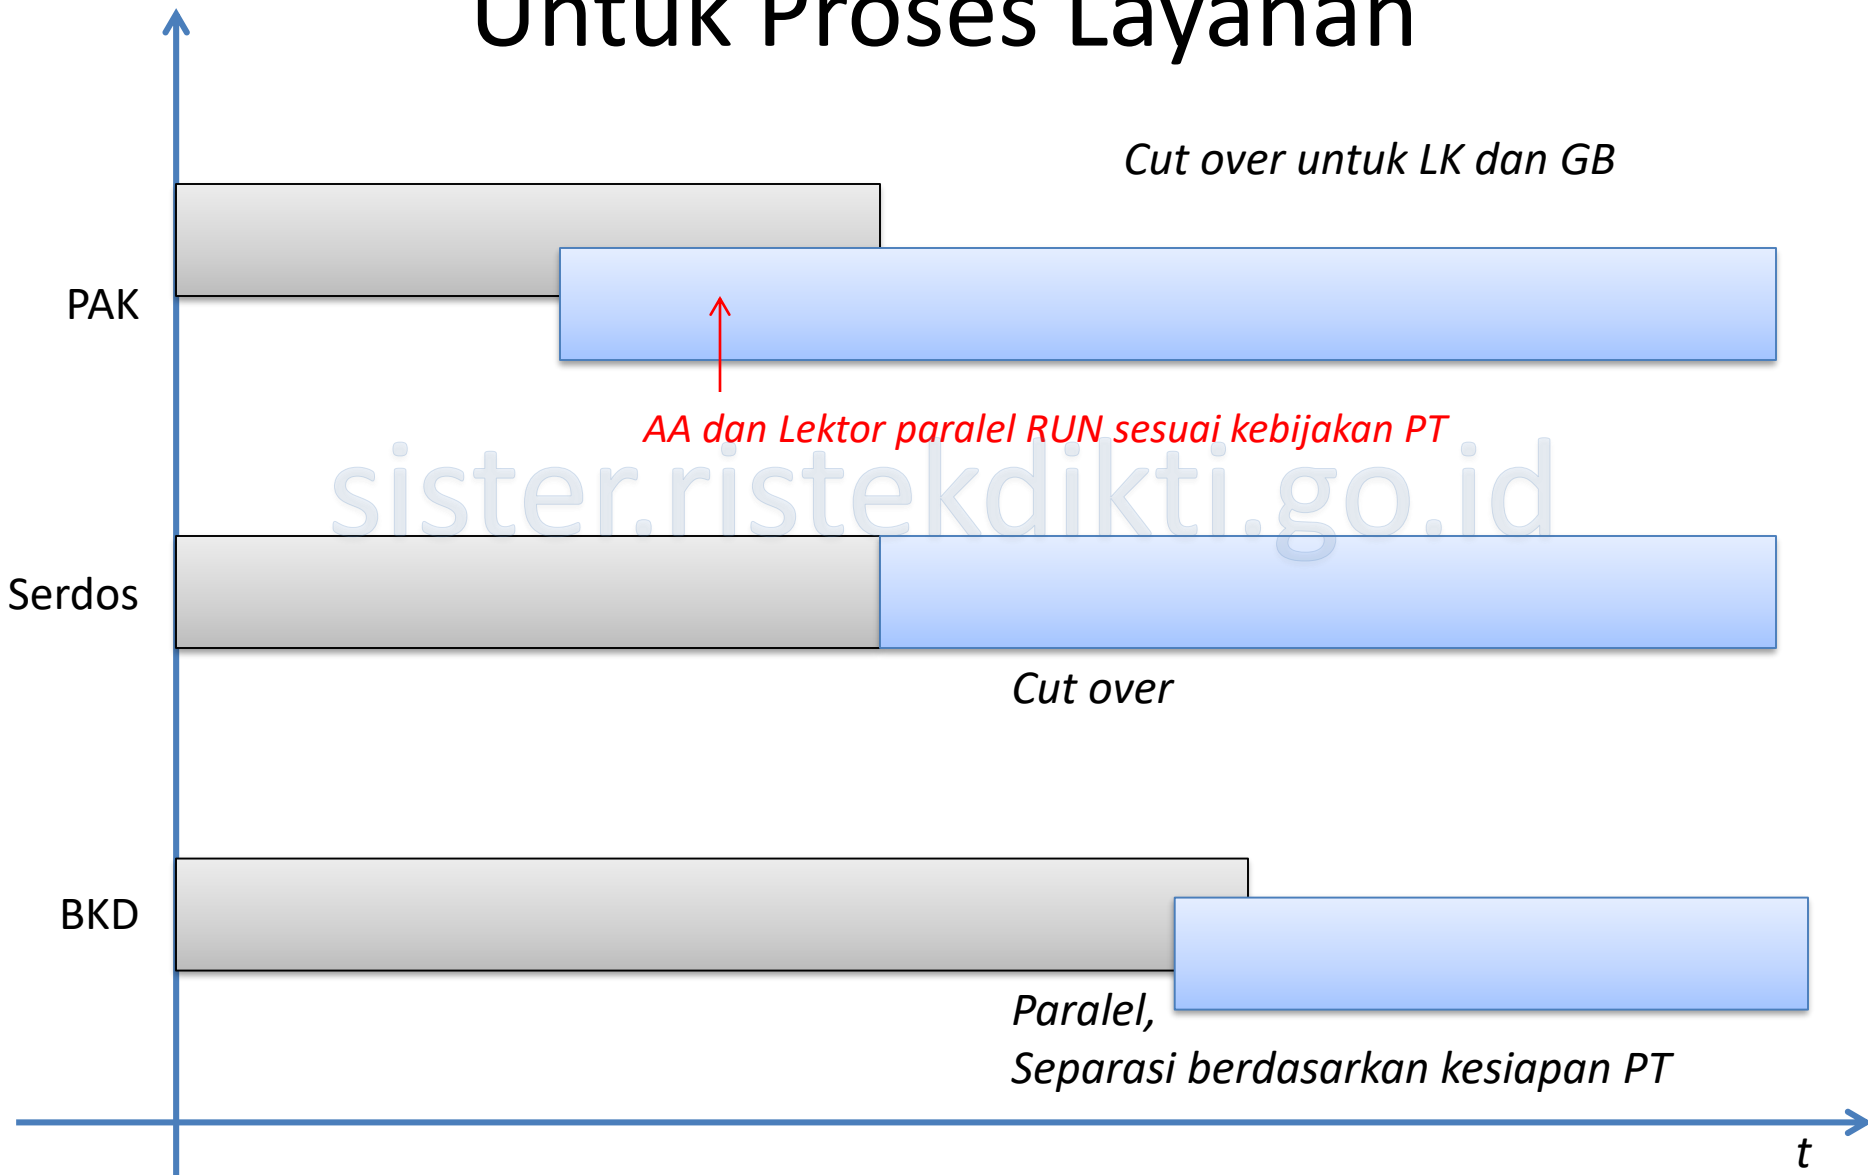 Untuk Proses Layanan
Cut over untuk LK dan GB
PAK
AA dan Lektor paralel RUN sesuai kebijakan PT
sister.ristekdikti.go.id
Serdos
Cut over
BKD
Paralel,
Separasi berdasarkan kesiapan PT
t